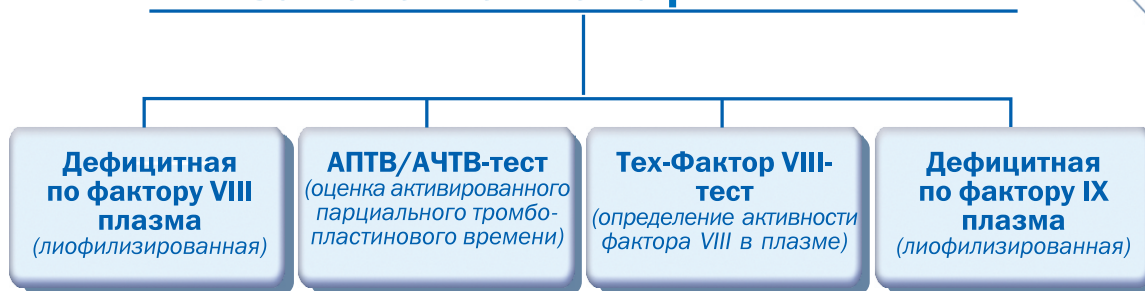 Дефицитная
по фактору VIII
плазма
(лиофилизированная)
АПТВ/АЧТВ-тест
(оценка активированного
парциального тромбо-
пластинового времени)
Тех-Фактор VIII-
тест
(определение активности
фактора VIII в плазме)
Дефицитная
по фактору IX
плазма
(лиофилизированная)